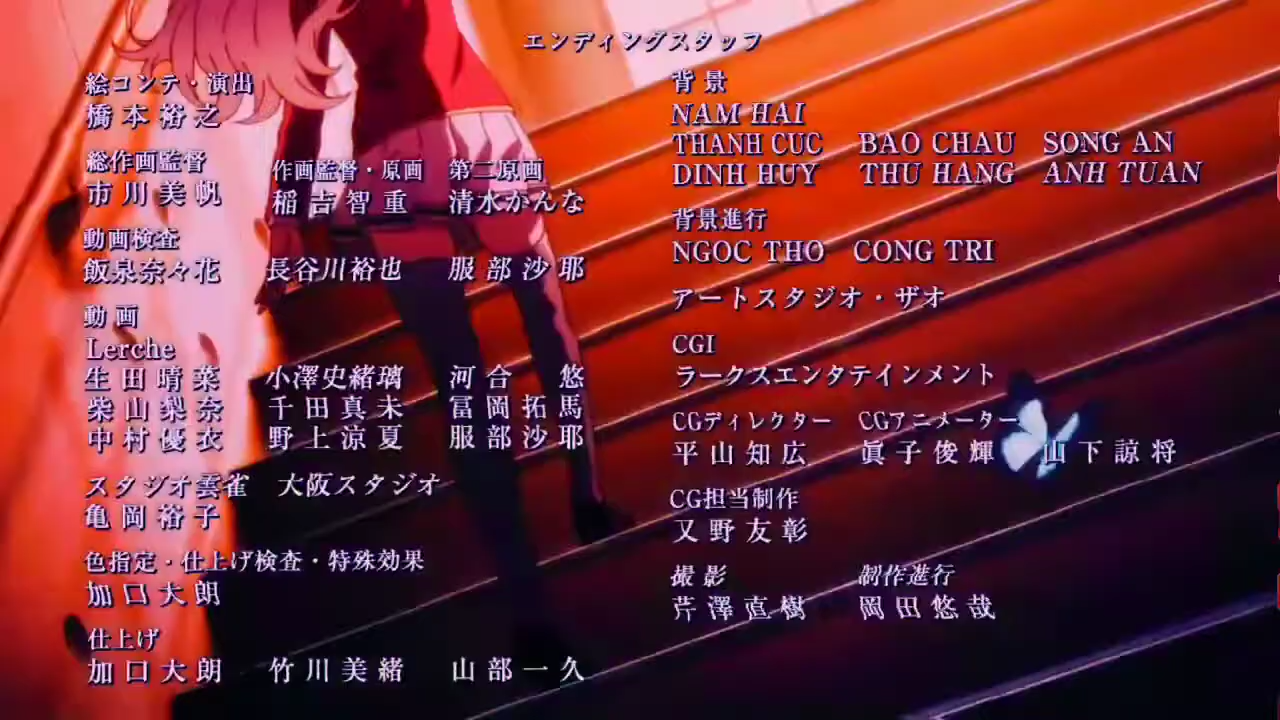 エンディングスタッフ
絵コンテ・演出
橋本裕之
総作画監督
市川美帆
作画監督・原画 第二原画
稲吉智重 清水かんな
動画検査
飯泉奈々花 長谷川裕也 服部沙耶
動画
Lerche
生田晴菜 小澤史緒璃 河合 悠
柴山梨奈 千田真未 冨岡拓馬
中村優衣 野上涼夏 服部沙耶
スタジオ雲雀 大阪スタジオ
亀岡裕子
色指定・仕上げ検査・特殊効果
加口大朗
仕上げ
加口大朗 竹川美緒 山部一久
背景
NAM HAI
THANH CUC BAO CHAU SONG AN
DINH HUY THU HANG ANH TUAN
背景進行
NGOC THO CONG TRI
アートスタジオ・ザオ
CGI
ラークスエンタテインメント
CGディレクター CGアニメーター
平山知広 眞子俊輝 山下諒将
CG担当制作
又野友彰
撮影 制作進行
芹澤直樹 岡田悠哉